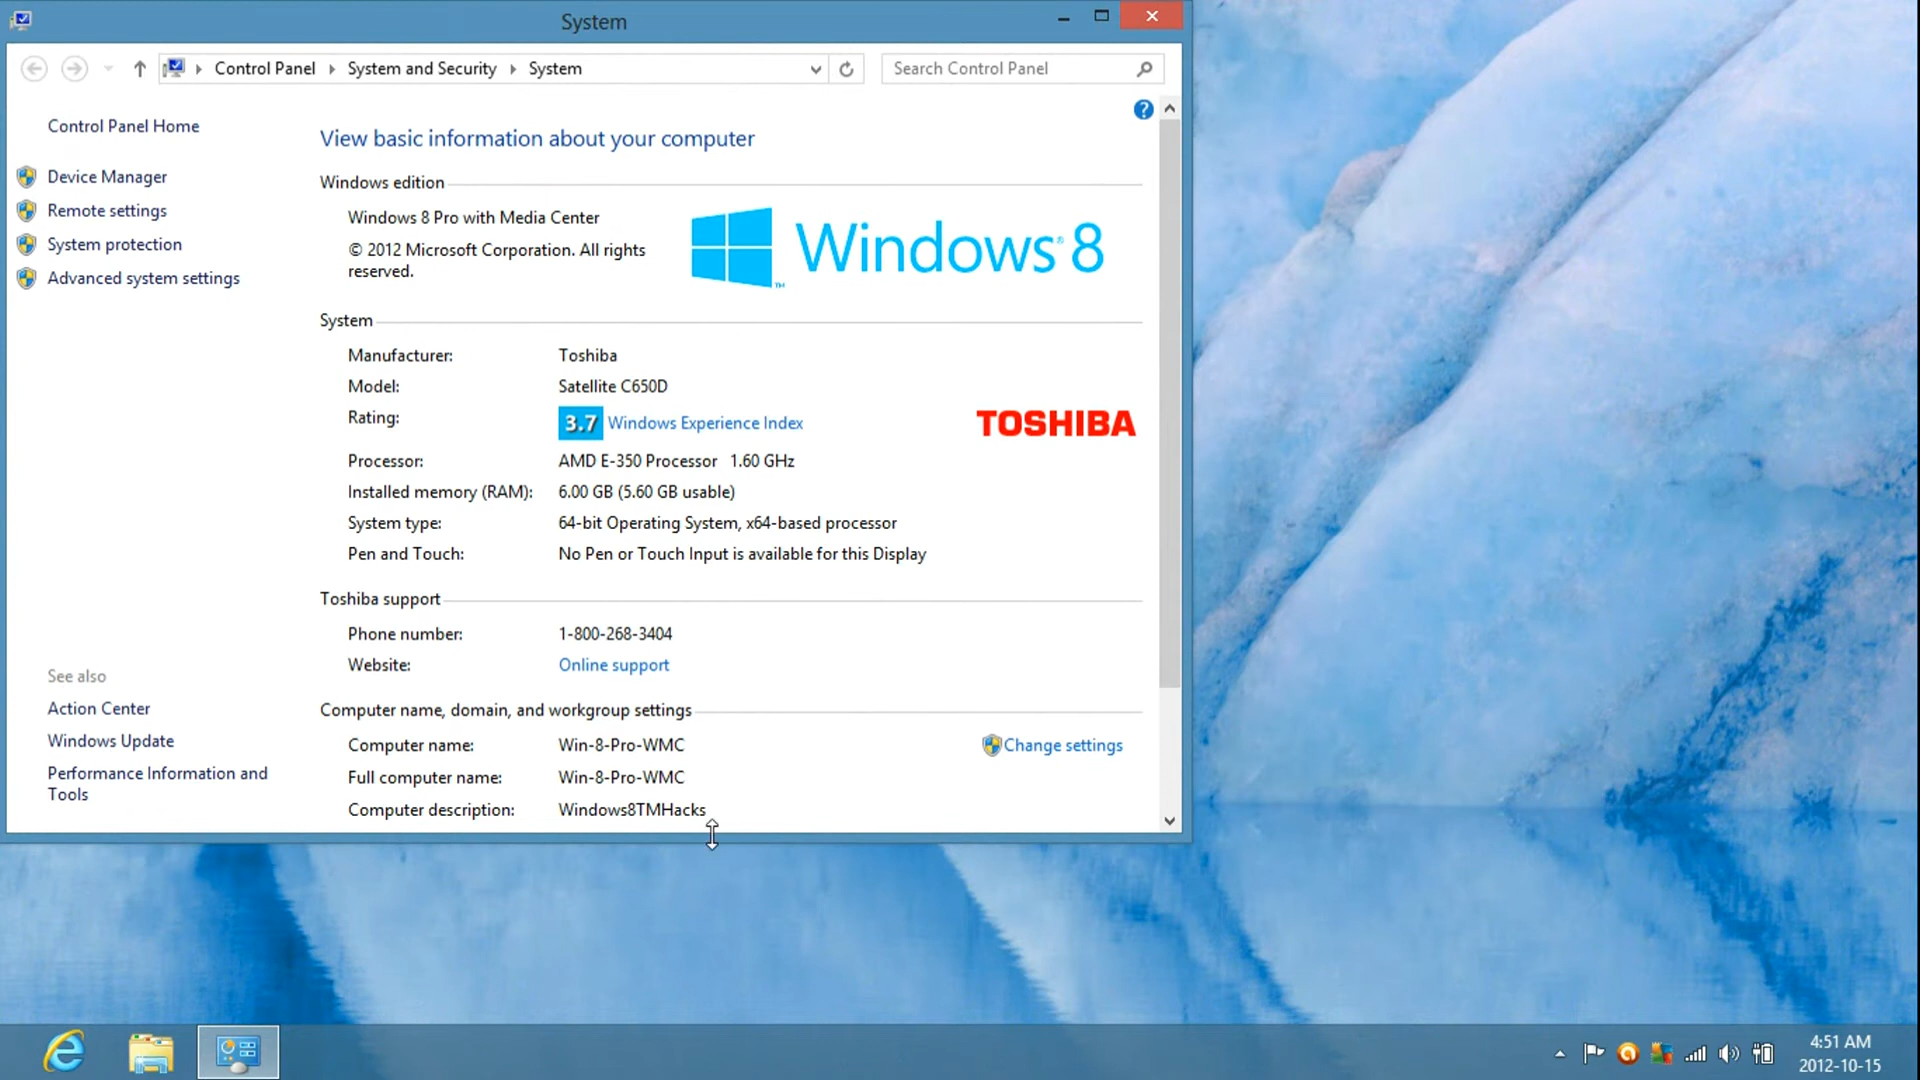 System
Control Panel
System and Security
System
Search Control Panel
Control Panel Home
Device Manager
Remote settings
System protection
Advanced system settings
See also
Action Center
Windows Update
Performance Information and
Tools
View basic information about your computer
Windows edition
Windows 8 Pro with Media Center
© 2012 Microsoft Corporation. All rights
reserved.
Windows® 8
™
System
Manufacturer: Toshiba
Model: Satellite C650D
Rating: 3.7 Windows Experience Index
TOSHIBA
Processor: AMD E-350 Processor 1.60 GHz
Installed memory (RAM): 6.00 GB (5.60 GB usable)
System type: 64-bit Operating System, x64-based processor
Pen and Touch: No Pen or Touch Input is available for this Display
Toshiba support
Phone number: 1-800-268-3404
Website: Online support
Computer name, domain, and workgroup settings
Computer name: Win-8-Pro-WMC
Change settings
Full computer name: Win-8-Pro-WMC
Computer description: Windows8TMHacks
4:51 AM
2012-10-15